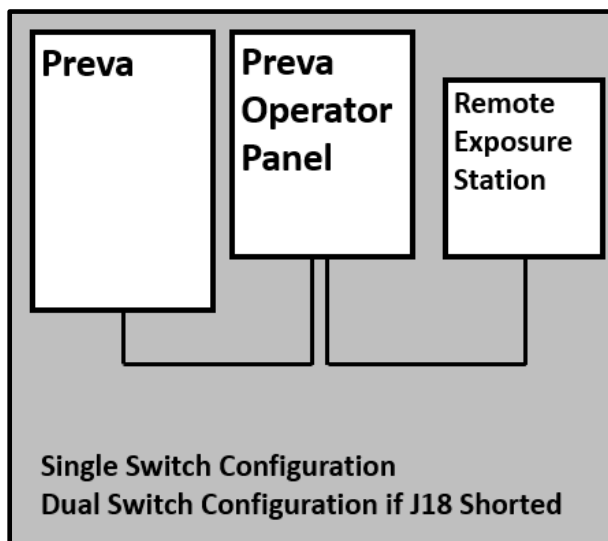 Preva
Preva
Operator
Panel
Remote
Exposure
Station
Single Switch Configuration
Dual Switch Configuration if J18 Shorted